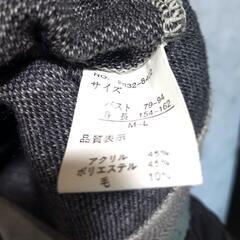 サイズ
バスト 79-94
身長 154-162
M-L
品質表示
アクリル 45%
ポリエステル 45%
毛 10%